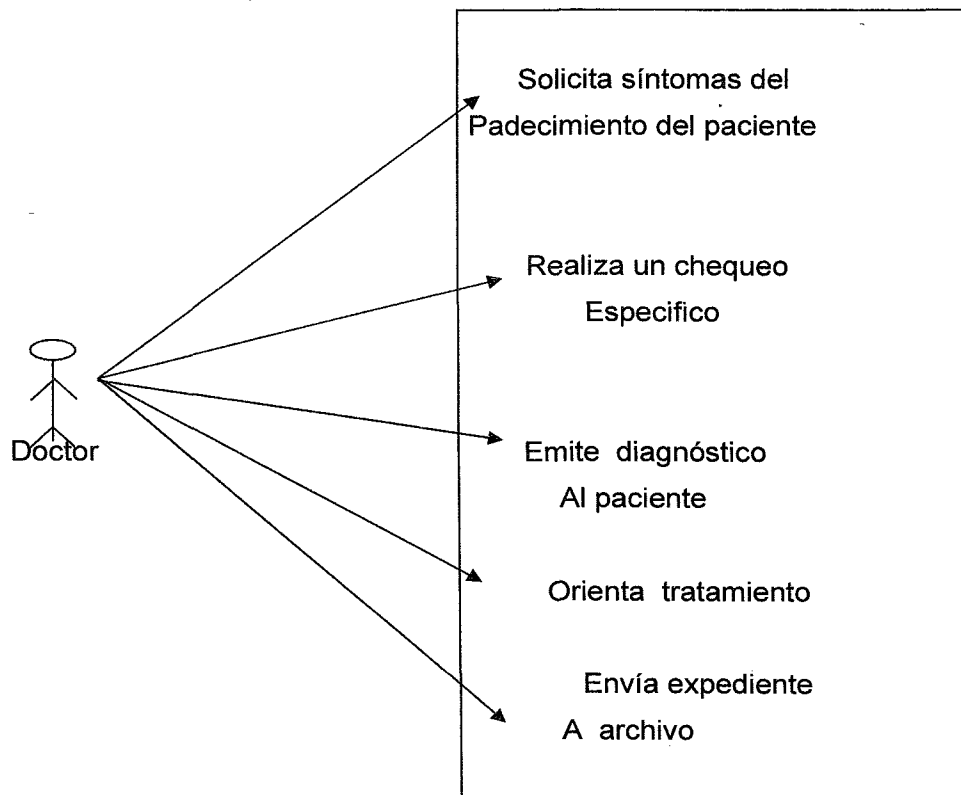 Solicita síntomas del
Padecimiento del paciente
Realiza un chequeo
Especifico
Doctor
Emite diagnóstico
Al paciente
Orienta tratamiento
Envía expediente
A archivo